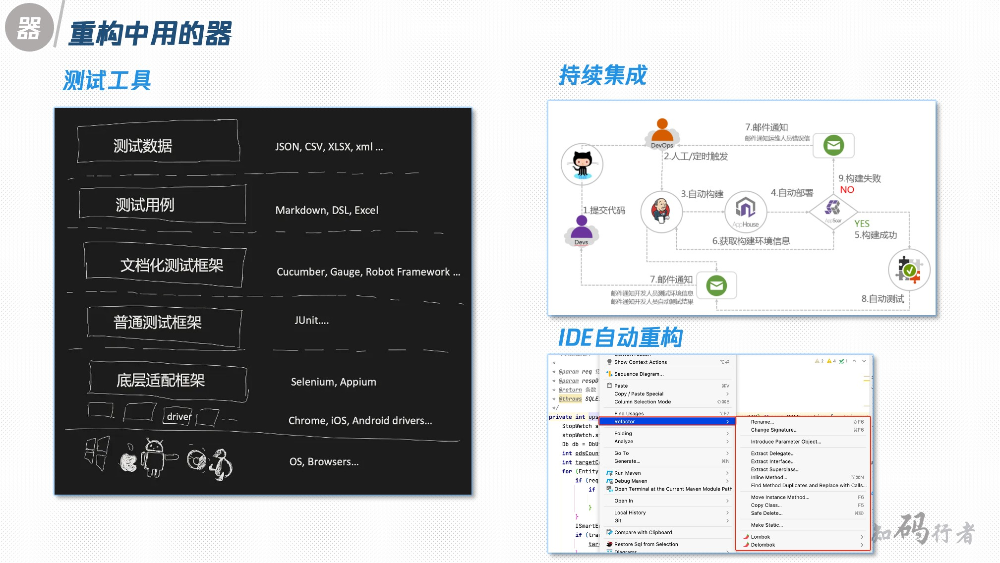 器
重构中用的器
测试工具
测试数据
JSON, CSV, XLSX, xml ...
测试用例
Markdown, DSL, Excel
文档化测试框架
Cucumber, Gauge, Robot Framework ...
普通测试框架
JUnit....
底层适配框架
Selenium, Appium
driver
Chrome, iOS, Android drivers...
OS, Browsers...
持续集成
DevOps
7.邮件通知
邮件通知运维人员错误信
2.人工/定时触发
9.构建失败
NO
3.自动构建
4.自动部署
1.提交代码
AppHouse
AppSoar
YES
5.构建成功
Devs
6.获取构建环境信息
7.邮件通知
邮件通知开发人员测试环境信息
邮件通知开发人员自动测试结果
8.自动测试
IDE自动重构
*
* @param req
* @param respD
* @return 条数
* @throws SQLE
*/
private int ups
StopWatch s
stopWatch.s
Db db = DbU
int odsCoun
int targetC
for (Entity
if (req
if
}
}
ISmartE
if (tra
tar
Show Context Actions ⌥⏎
Sequence Diagram...
Paste ⌘V
Copy / Paste Special >
Column Selection Mode ⇧⌘8
Find Usages ⌥F7
Refactor >
Folding >
Analyze >
Go To >
Generate... ⌘N
Run Maven >
Debug Maven >
Open Terminal at the Current Maven Module Path
Open In >
Local History >
Git >
Compare with Clipboard
Restore Sql from Selection
Diagrams >
2 4 1
Rename... ⇧F6
Change Signature... ⌘F6
Introduce Parameter Object...
Extract Delegate...
Extract Interface...
Extract Superclass...
Inline Method... ⌥⌘N
Find Method Duplicates and Replace with Calls...
Move Instance Method... F6
Copy Class... F5
Safe Delete... ⌘⌦
Make Static...
Lombok >
Delombok >
知码行者